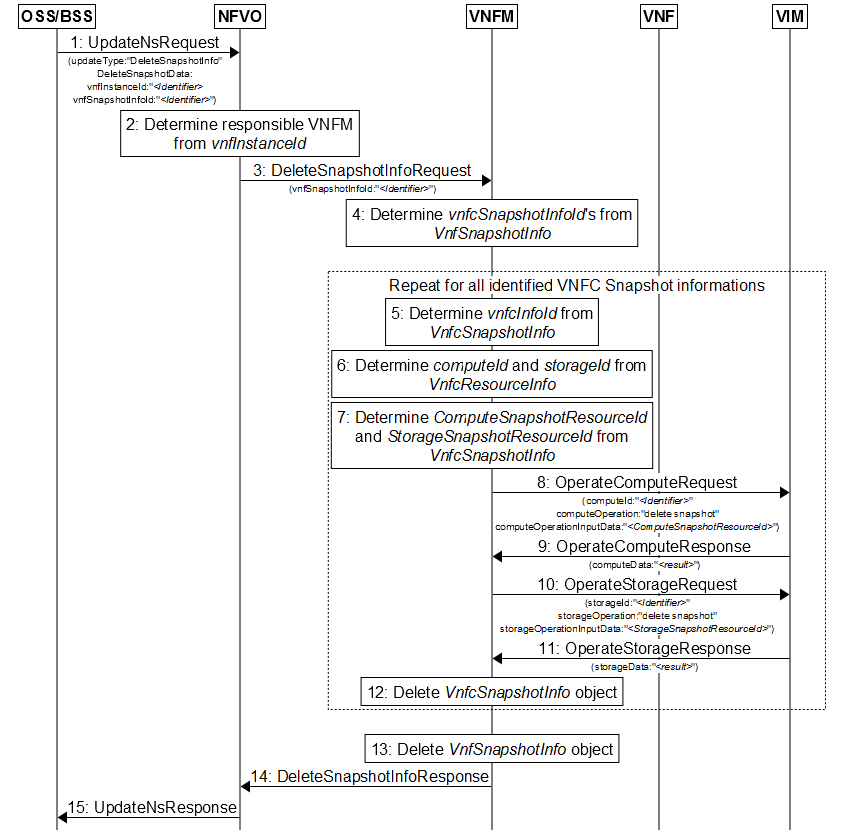 OSS/BSS NFVO VNFM VNF VIM
1: UpdateNsRequest
(updateType:"DeleteSnapshotInfo"
DeleteSnapshotData:
vnfInstanceId:"<Identifier>
vnfSnapshotInfoId:"<Identifier>")
2: Determine responsible VNFM
from vnfInstanceId
3: DeleteSnapshotInfoRequest
(vnfSnapshotInfoId:"<Identifier>")
4: Determine vnfcSnapshotInfoId's from
VnfSnapshotInfo
Repeat for all identified VNFC Snapshot informations
5: Determine vnfcInfoId from
VnfcSnapshotInfo
6: Determine computeId and storageId from
VnfcResourceInfo
7: Determine ComputeSnapshotResourceId
and StorageSnapshotResourceId from
VnfcSnapshotInfo
8: OperateComputeRequest
(computeId:"<Identifier>"
computeOperation:"delete snapshot"
computeOperationInputData:"<ComputeSnapshotResourceId>")
9: OperateComputeResponse
(computeData:"<result>")
10: OperateStorageRequest
(storageId:"<Identifier>"
storageOperation:"delete snapshot"
storageOperationInputData:"<StorageSnapshotResourceId>")
11: OperateStorageResponse
(storageData:"<result>")
12: Delete VnfcSnapshotInfo object
13: Delete VnfSnapshotInfo object
14: DeleteSnapshotInfoResponse
15: UpdateNsResponse